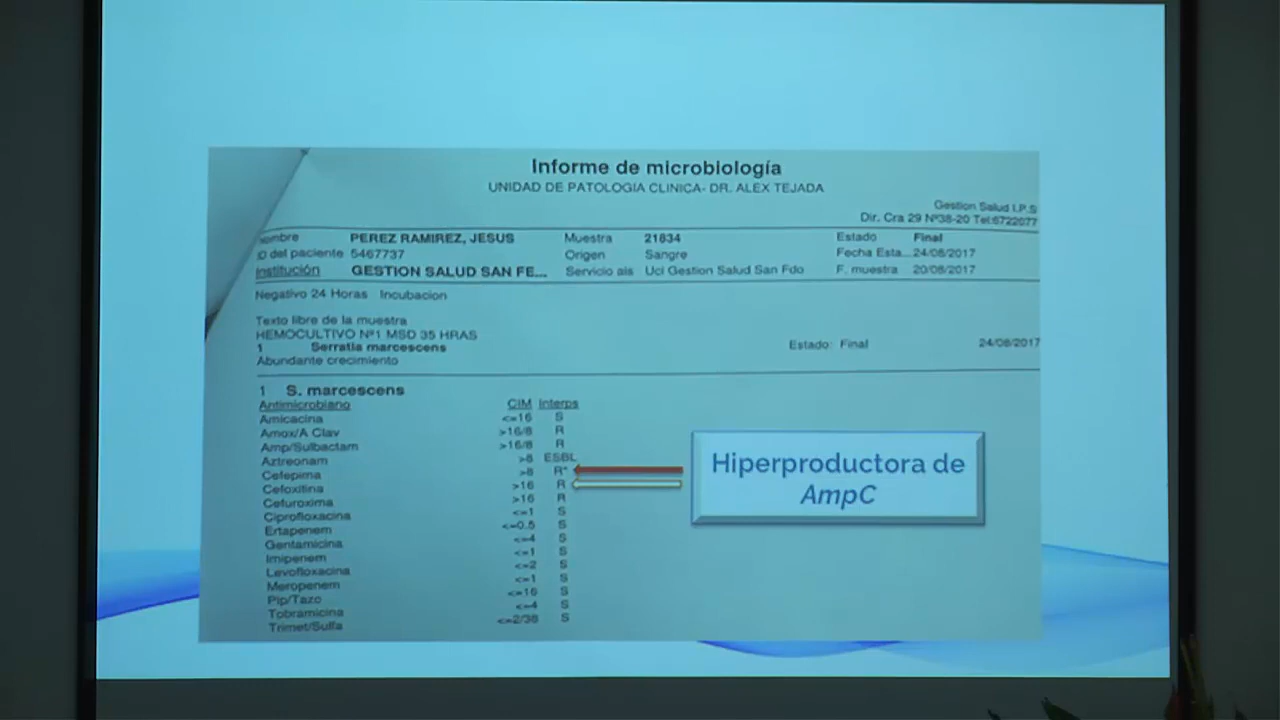 Informe de microbiología
UNIDAD DE PATOLOGIA CLINICA- DR. ALEX TEJADA
Gestion Salud I.P.S
Dir. Cra 29 Nº38-20 Tel:6722077
ombre PEREZ RAMIREZ, JESUS Muestra 21634 Estado Final
D del paciente 5467737 Origen Sangre Fecha Esta... 24/08/2017
Institución GESTION SALUD SAN FE... Servicio ais Uci Gestion Salud San Fdo F. muestra 20/08/2017
Negativo 24 Horas Incubacion
Texto libre de la muestra
HEMOCULTIVO Nº1 MSD 35 HRAS
1 Serratia marcescens Estado: Final 24/08/2017
Abundante crecimiento
1 S. marcescens
Antimicrobiano CIM Interps
Amicacina <=16 S
Amox/A Clav >16/8 R
Amp/Sulbactam >16/8 R
Aztreonam >8 ESBL
Cefepima >8 R*
Cefoxitina >16 R
Cefuroxima >16 R
Ciprofloxacina <=1 S
Ertapenem <=0.5 S
Gentamicina <=4 S
Imipenem <=1 S
Levofloxacina <=2 S
Meropenem <=1 S
Pip/Tazo <=16 S
Tobramicina <=4 S
Trimet/Sulfa <=2/38 S
Hiperproductora de
AmpC